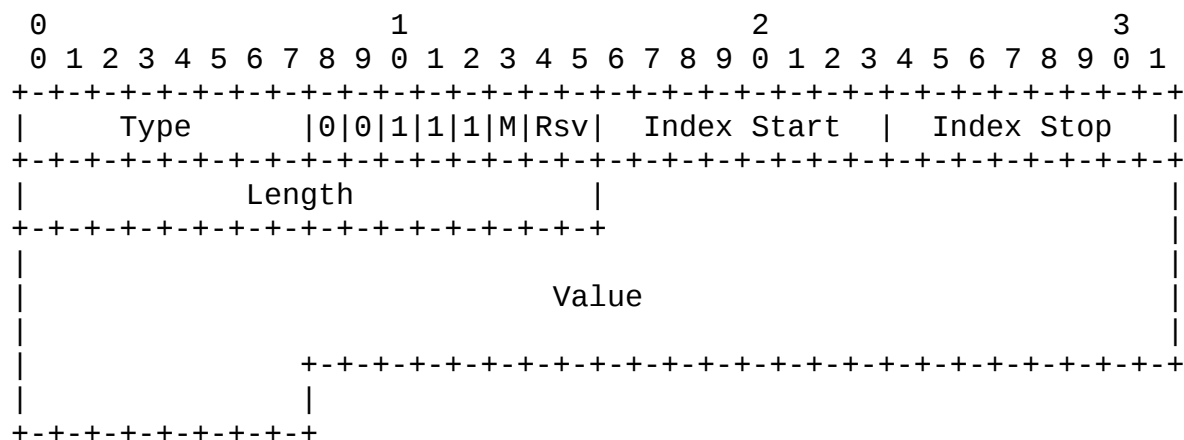 0                   1                   2                   3
 0 1 2 3 4 5 6 7 8 9 0 1 2 3 4 5 6 7 8 9 0 1 2 3 4 5 6 7 8 9 0 1
+-+-+-+-+-+-+-+-+-+-+-+-+-+-+-+-+-+-+-+-+-+-+-+-+-+-+-+-+-+-+-+-+
|     Type      |0|0|1|1|1|M|Rsv|  Index Start  |  Index Stop   |
+-+-+-+-+-+-+-+-+-+-+-+-+-+-+-+-+-+-+-+-+-+-+-+-+-+-+-+-+-+-+-+-+
|            Length             |                               |
+-+-+-+-+-+-+-+-+-+-+-+-+-+-+-+-+                               |
|                                                               |
|                             Value                             |
|                                                               |
|               +-+-+-+-+-+-+-+-+-+-+-+-+-+-+-+-+-+-+-+-+-+-+-+-+
|               |
+-+-+-+-+-+-+-+-+